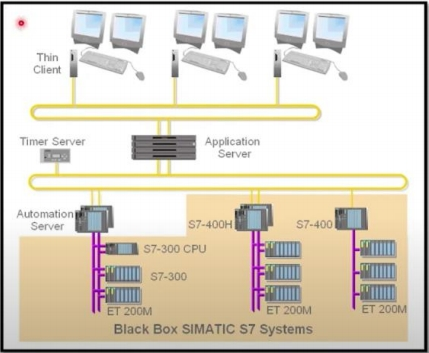 Thin
Client
Timer Server
Application
Server
Automation
Server
S7-400H
S7-400
S7-300 CPU
S7-300
ET 200M
ET 200M
ET 200M
Black Box SIMATIC S7 Systems